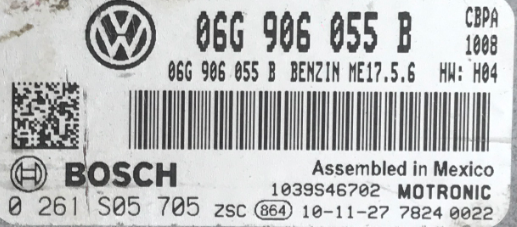 06G 906 055 B CBPA
1008
06G 906 055 B BENZIN ME17.5.6 HW: H04
BOSCH Assembled in Mexico
1039S46702 MOTRONIC
0 261 S05 705 ZSC 864 10-11-27 7824 0022